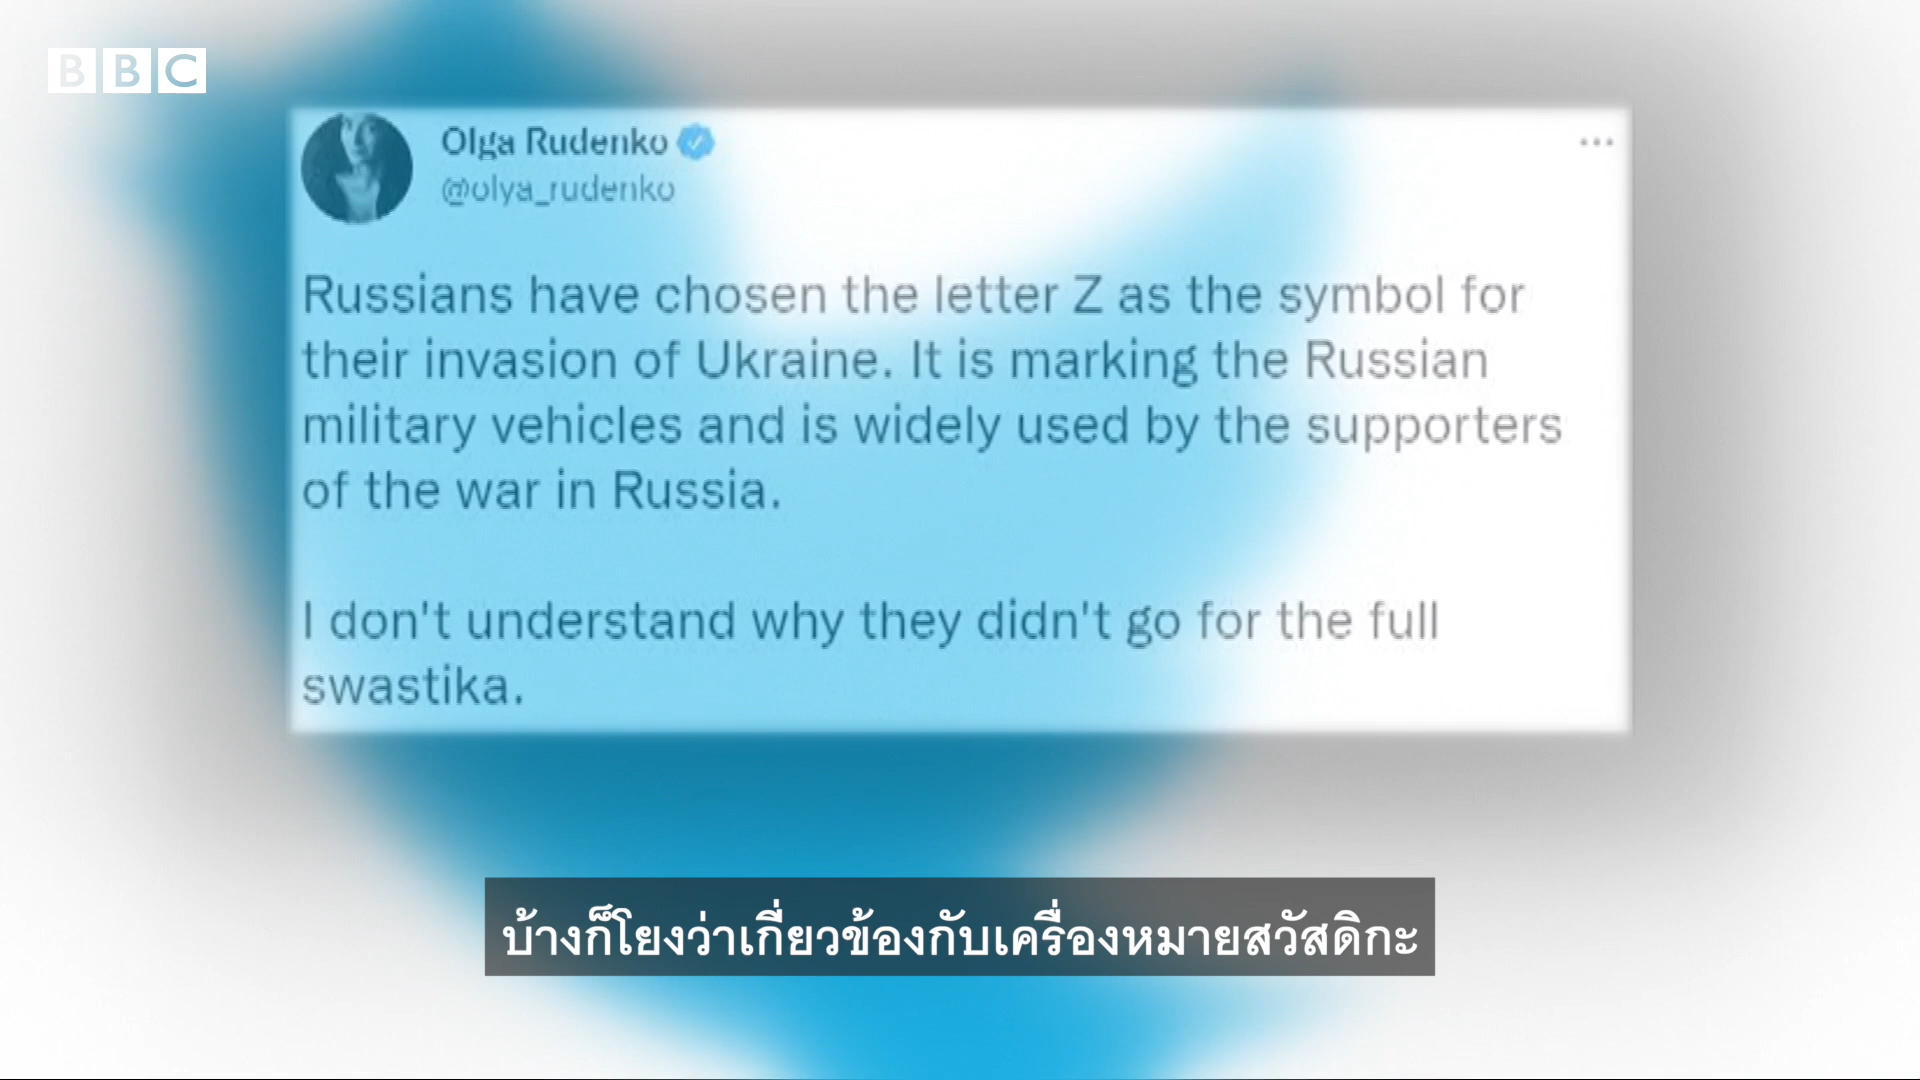 BBC
Olga Rudenko
@olya_rudenko
Russians have chosen the letter Z as the symbol for
their invasion of Ukraine. It is marking the Russian
military vehicles and is widely used by the supporters
of the war in Russia.
I don't understand why they didn't go for the full
swastika.
บ้างก็โยงว่าเกี่ยวข้องกับเครื่องหมายสวัสดิกะ